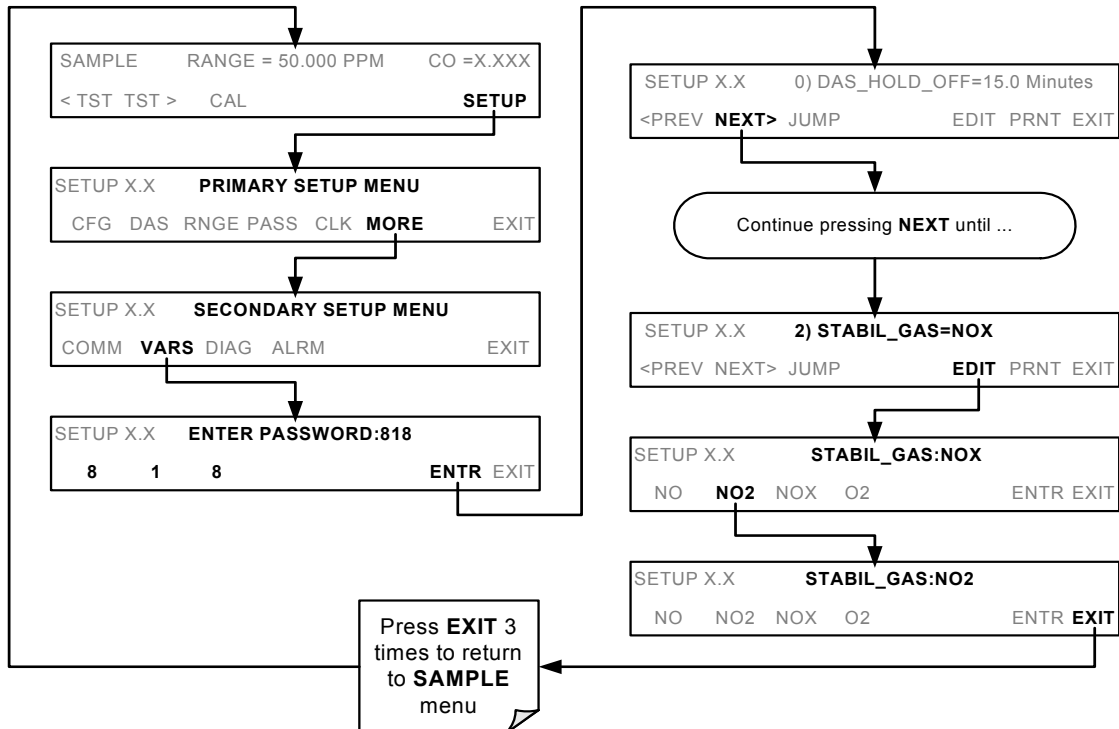 SAMPLE RANGE = 50.000 PPM CO =X.XXX
< TST TST > CAL SETUP
SETUP X.X PRIMARY SETUP MENU
CFG DAS RNGE PASS CLK MORE EXIT
SETUP X.X SECONDARY SETUP MENU
COMM VARS DIAG ALRM EXIT
SETUP X.X ENTER PASSWORD:818
8 1 8 ENTR EXIT
SETUP X.X 0) DAS_HOLD_OFF=15.0 Minutes
<PREV NEXT> JUMP EDIT PRNT EXIT
Continue pressing NEXT until ...
SETUP X.X 2) STABIL_GAS=NOX
<PREV NEXT> JUMP EDIT PRNT EXIT
SETUP X.X STABIL_GAS:NOX
NO NO2 NOX O2 ENTR EXIT
SETUP X.X STABIL_GAS:NO2
NO NO2 NOX O2 ENTR EXIT
Press EXIT 3
times to return
to SAMPLE
menu